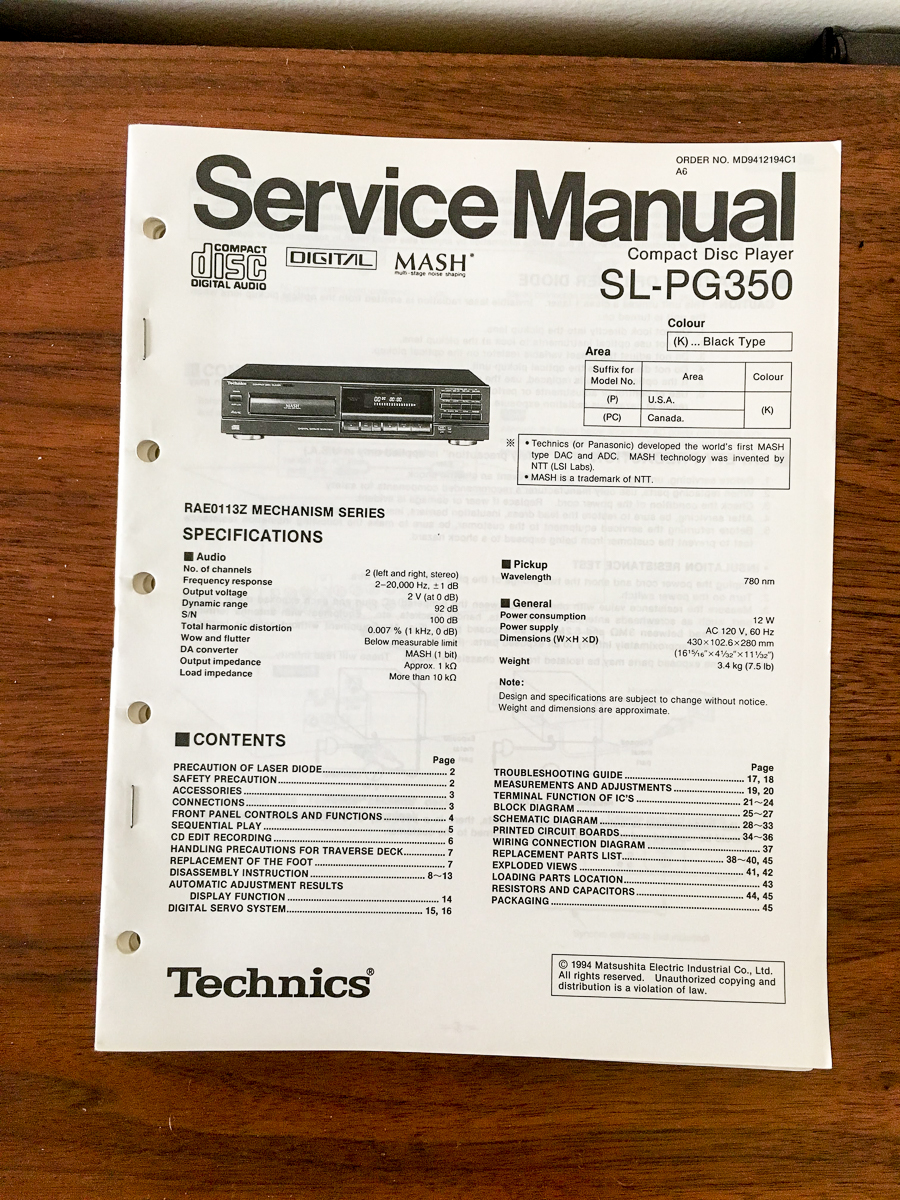 ORDER NO. MD9412194C1
A6
Service Manual
COMPACT
disc
DIGITAL AUDIO
DIGITAL
MASH*
multi-stage noise shaping
Compact Disc Player
SL-PG350
Colour
(K) ... Black Type
Area
Suffix for Model No. Area Colour
(P) U.S.A. (K)
(PC) Canada.
Technics
MASH
※ • Technics (or Panasonic) developed the world's first MASH
type DAC and ADC. MASH technology was invented by
NTT (LSI Labs).
• MASH is a trademark of NTT.
RAE0113Z MECHANISM SERIES
SPECIFICATIONS
■ Audio
No. of channels 2 (left and right, stereo)
Frequency response 2–20,000 Hz, ±1 dB
Output voltage 2 V (at 0 dB)
Dynamic range 92 dB
S/N 100 dB
Total harmonic distortion 0.007 % (1 kHz, 0 dB)
Wow and flutter Below measurable limit
DA converter MASH (1 bit)
Output impedance Approx. 1 kΩ
Load impedance More than 10 kΩ
■ Pickup
Wavelength 780 nm
■ General
Power consumption 12 W
Power supply AC 120 V, 60 Hz
Dimensions (W×H×D) 430×102.6×280 mm
(16 15/16"×4 1/32"×11 1/32")
Weight 3.4 kg (7.5 lb)
Note:
Design and specifications are subject to change without notice.
Weight and dimensions are approximate.
■ CONTENTS
Page
PRECAUTION OF LASER DIODE 2
SAFETY PRECAUTION 2
ACCESSORIES 3
CONNECTIONS 3
FRONT PANEL CONTROLS AND FUNCTIONS 4
SEQUENTIAL PLAY 5
CD EDIT RECORDING 6
HANDLING PRECAUTIONS FOR TRAVERSE DECK 7
REPLACEMENT OF THE FOOT 7
DISASSEMBLY INSTRUCTION 8~13
AUTOMATIC ADJUSTMENT RESULTS
DISPLAY FUNCTION 14
DIGITAL SERVO SYSTEM 15, 16
Page
TROUBLESHOOTING GUIDE 17, 18
MEASUREMENTS AND ADJUSTMENTS 19, 20
TERMINAL FUNCTION OF IC'S 21~24
BLOCK DIAGRAM 25~27
SCHEMATIC DIAGRAM 28~33
PRINTED CIRCUIT BOARDS 34~36
WIRING CONNECTION DIAGRAM 37
REPLACEMENT PARTS LIST 38~40, 45
EXPLODED VIEWS 41, 42
LOADING PARTS LOCATION 43
RESISTORS AND CAPACITORS 44, 45
PACKAGING 45
Technics®
© 1994 Matsushita Electric Industrial Co., Ltd.
All rights reserved. Unauthorized copying and
distribution is a violation of law.